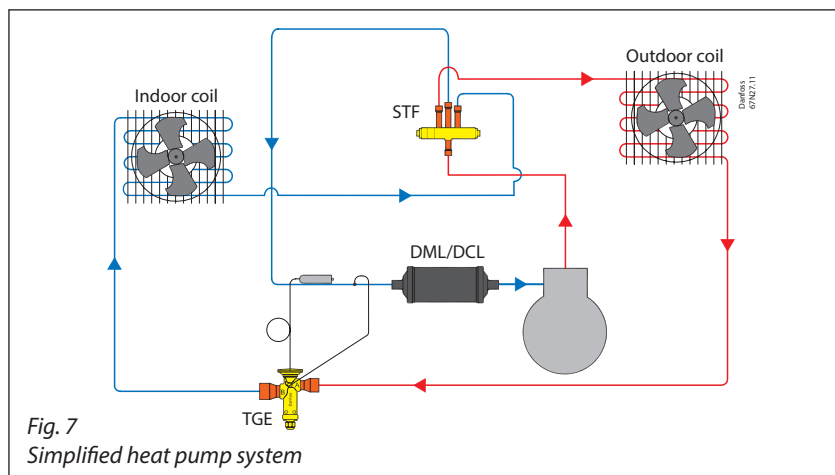 Indoor coil
STF
Outdoor coil
Danfoss
67N27.11
DML/DCL
TGE
Fig. 7
Simplified heat pump system